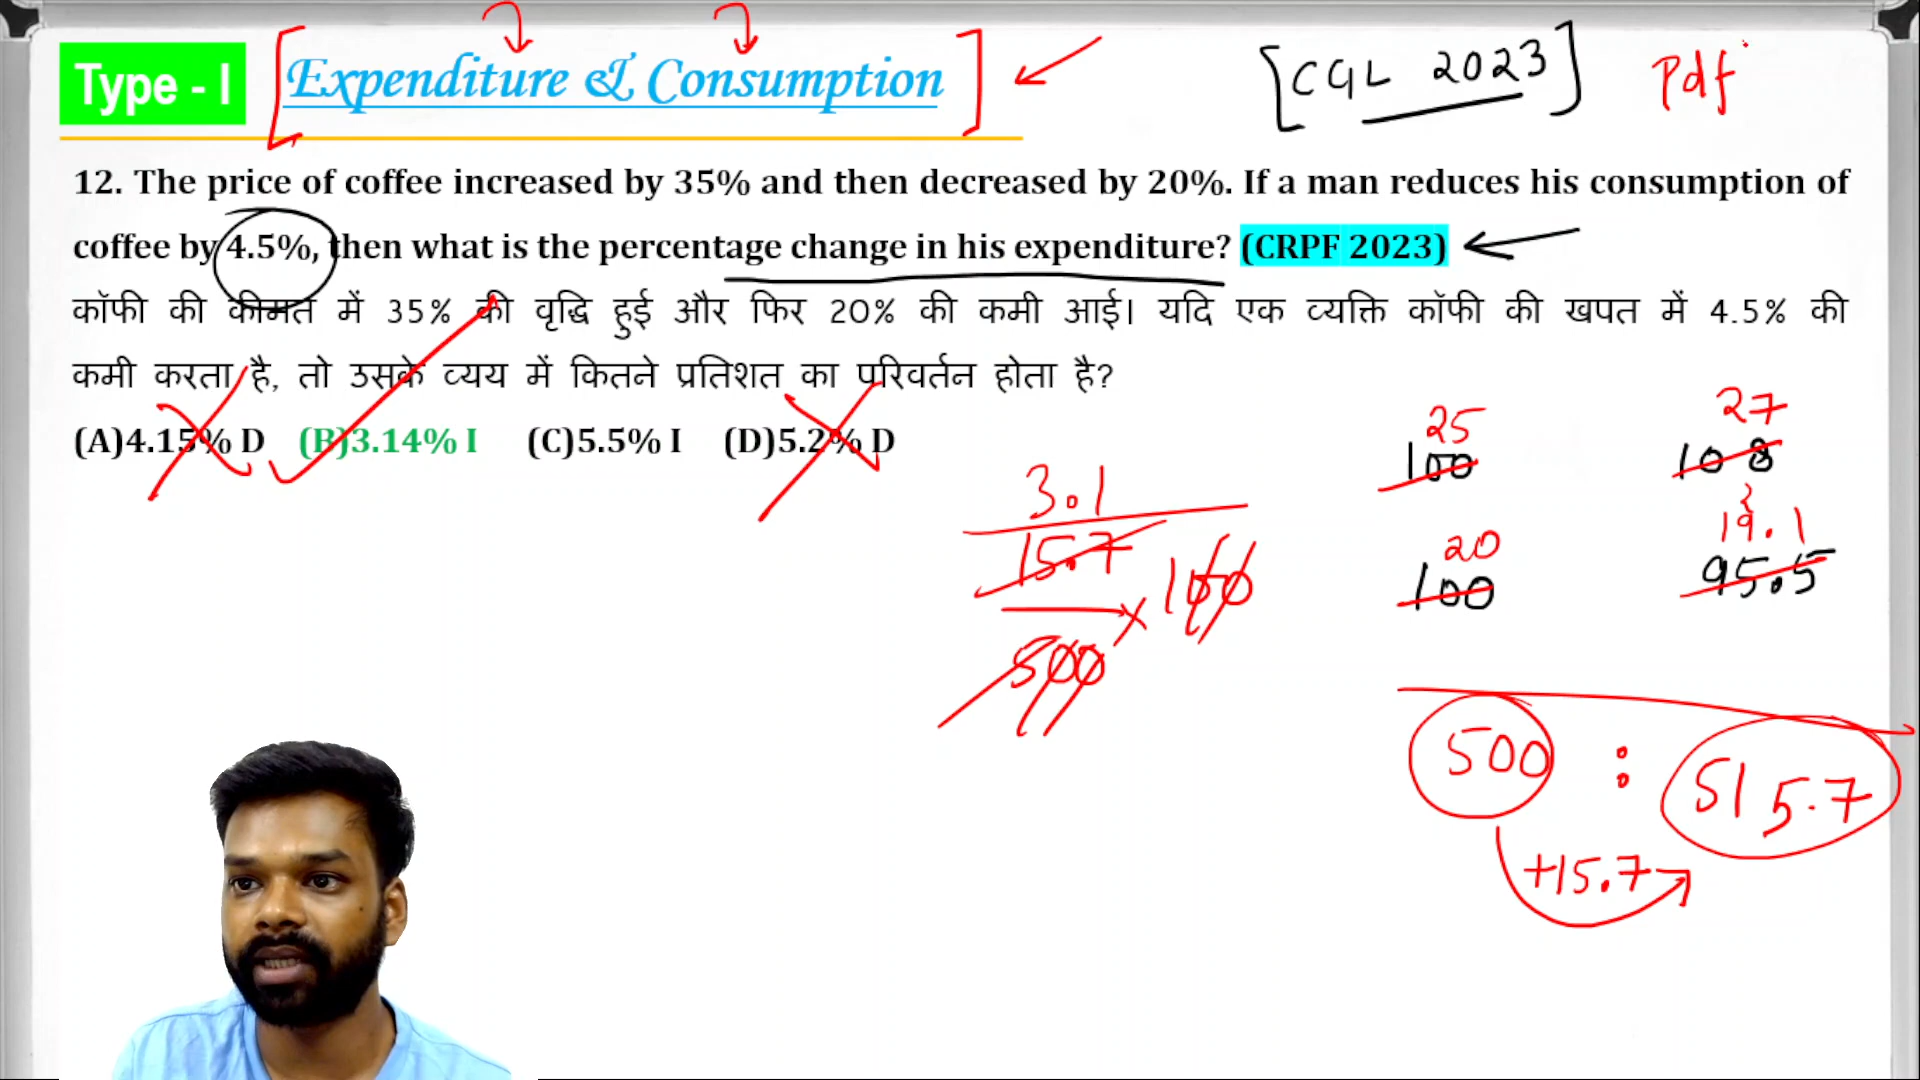 Type - I [Expenditure & Consumption] [CGL 2023] Pdf
12. The price of coffee increased by 35% and then decreased by 20%. If a man reduces his consumption of
coffee by 4.5%, then what is the percentage change in his expenditure? (CRPF 2023)
कॉफी की कीमत में 35% की वृद्धि हुई और फिर 20% की कमी आई। यदि एक व्यक्ति कॉफी की खपत में 4.5% की
कमी करता है, तो उसके व्यय में कितने प्रतिशत का परिवर्तन होता है?
(A)4.15% D (B)3.14% I (C)5.5% I (D)5.2% D
25 27
100 108
3.1
20 19.1
15.7 × 100
100 95.5
500
500 : 515.7
+15.7